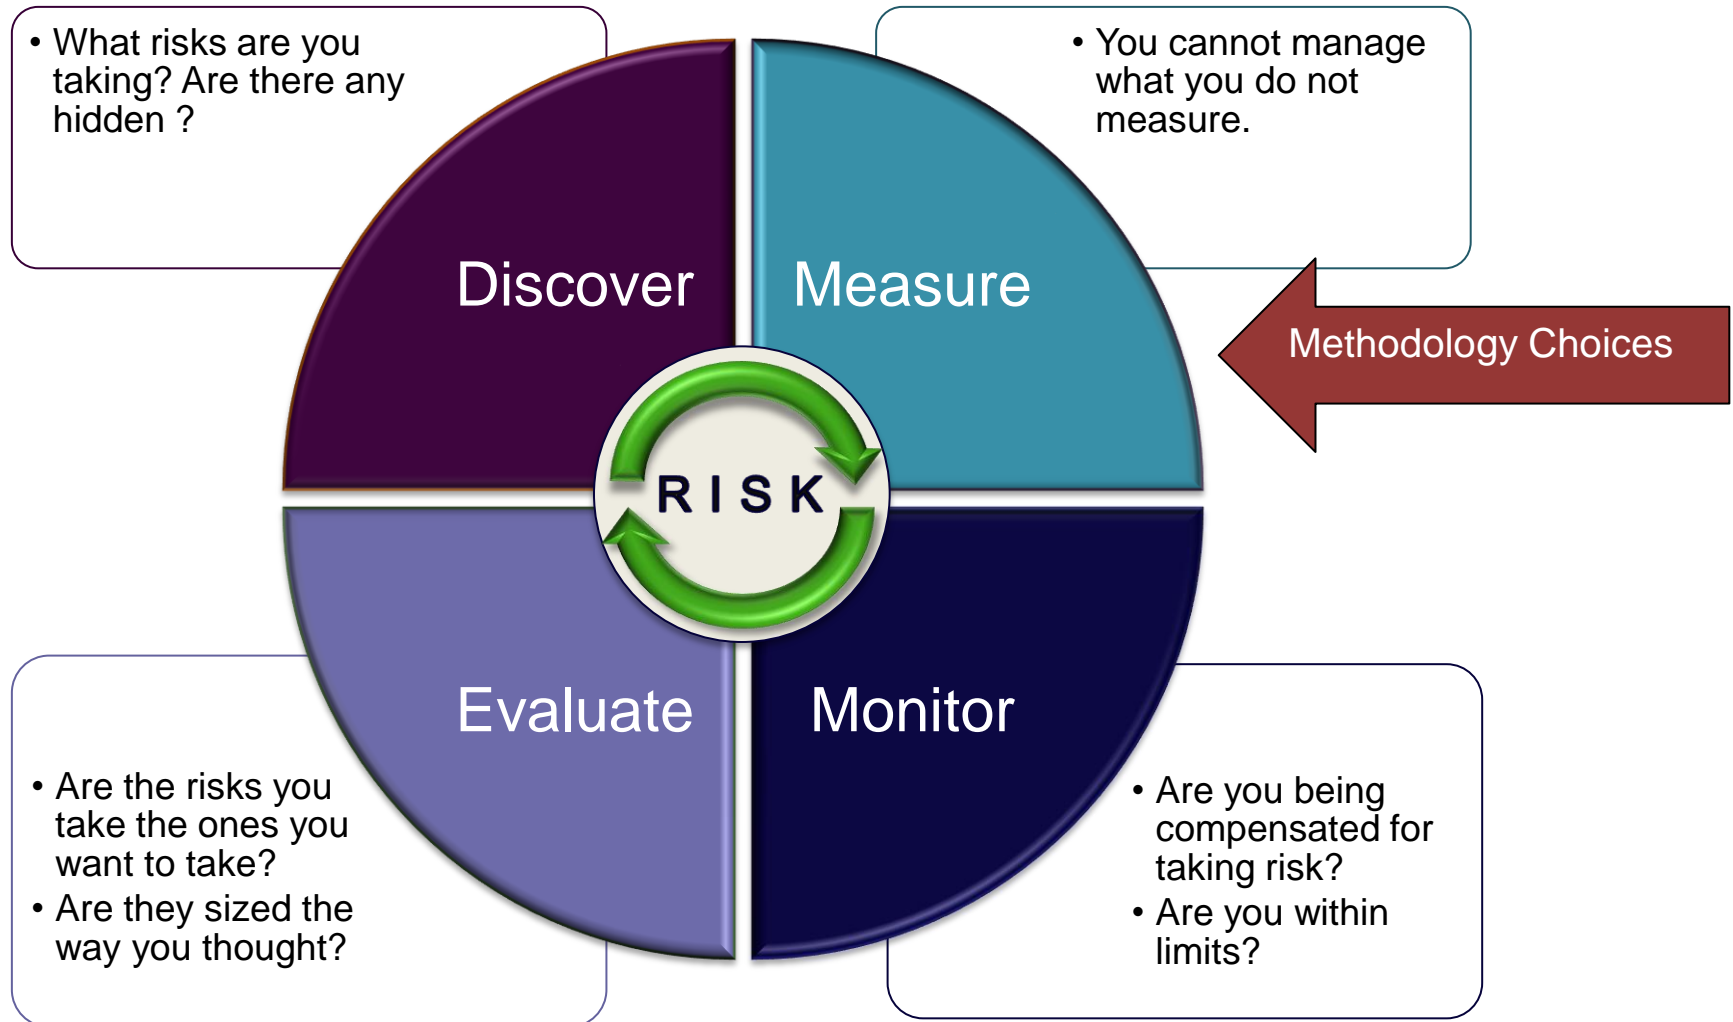 • What risks are you
taking? Are there any
hidden ?
• You cannot manage
what you do not
measure.
Discover
Measure
Methodology Choices
R I S K
Evaluate
Monitor
• Are the risks you
take the ones you
want to take?
• Are they sized the
way you thought?
• Are you being
compensated for
taking risk?
• Are you within
limits?